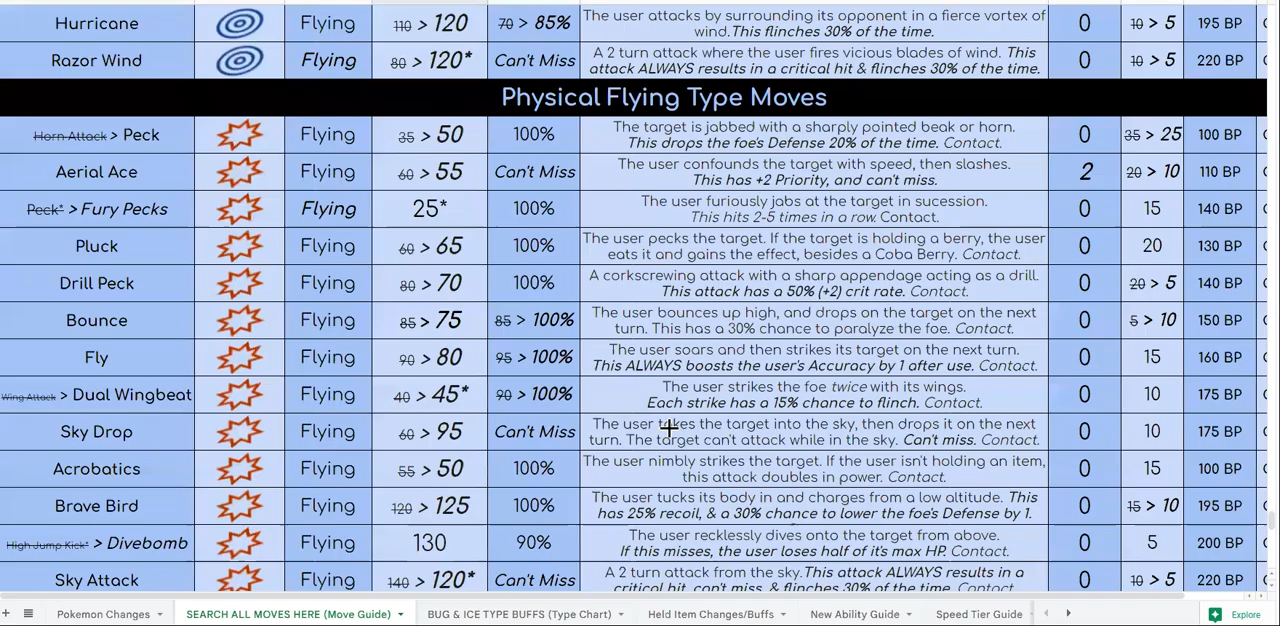 Hurricane Flying 110 > 120 70 > 85% The user attacks by surrounding its opponent in a fierce vortex of 0 10 > 5 195 BP
wind.This flinches 30% of the time.
Razor Wind Flying 80 > 120* Can't Miss A 2 turn attack where the user fires vicious blades of wind. This 0 10 > 5 220 BP
attack ALWAYS results in a critical hit & flinches 30% of the time.
Physical Flying Type Moves
Horn Attack > Peck Flying 35 > 50 100% The target is jabbed with a sharply pointed beak or horn. 0 35 > 25 100 BP
This drops the foe's Defense 20% of the time. Contact.
Aerial Ace Flying 60 > 55 Can't Miss The user confounds the target with speed, then slashes. 2 20 > 10 110 BP
This has +2 Priority, and can't miss.
Peck* > Fury Pecks Flying 25* 100% The user furiously jabs at the target in sucession. 0 15 140 BP
This hits 2-5 times in a row. Contact.
Pluck Flying 60 > 65 100% The user pecks the target. If the target is holding a berry, the user 0 20 130 BP
eats it and gains the effect, besides a Coba Berry. Contact.
Drill Peck Flying 80 > 70 100% A corkscrewing attack with a sharp appendage acting as a drill. 0 20 > 5 140 BP
This attack has a 50% (+2) crit rate. Contact.
Bounce Flying 85 > 75 85 > 100% The user bounces up high, and drops on the target on the next 0 5 > 10 150 BP
turn. This has a 30% chance to paralyze the foe. Contact.
Fly Flying 90 > 80 95 > 100% The user soars and then strikes its target on the next turn. 0 15 160 BP
This ALWAYS boosts the user's Accuracy by 1 after use. Contact.
Wing Attack > Dual Wingbeat Flying 40 > 45* 90 > 100% The user strikes the foe twice with its wings. 0 10 175 BP
Each strike has a 15% chance to flinch. Contact.
Sky Drop Flying 60 > 95 Can't Miss The user takes the target into the sky, then drops it on the next 0 10 175 BP
turn. The target can't attack while in the sky. Can't miss. Contact.
Acrobatics Flying 55 > 50 100% The user nimbly strikes the target. If the user isn't holding an item, 0 15 100 BP
this attack doubles in power. Contact.
Brave Bird Flying 120 > 125 100% The user tucks its body in and charges from a low altitude. This 0 15 > 10 195 BP
has 25% recoil, & a 30% chance to lower the foe's Defense by 1.
High Jump Kick* > Divebomb Flying 130 90% The user recklessly dives onto the target from above. 0 5 200 BP
If this misses, the user loses half of it's max HP. Contact.
Sky Attack Flying 140 > 120* Can't Miss A 2 turn attack from the sky.This attack ALWAYS results in a 0 10 > 5 220 BP
critical hit, can't miss, & flinches 30% of the time. Contact.
Pokemon Changes SEARCH ALL MOVES HERE (Move Guide) BUG & ICE TYPE BUFFS (Type Chart) Held Item Changes/Buffs New Ability Guide Speed Tier Guide Explore